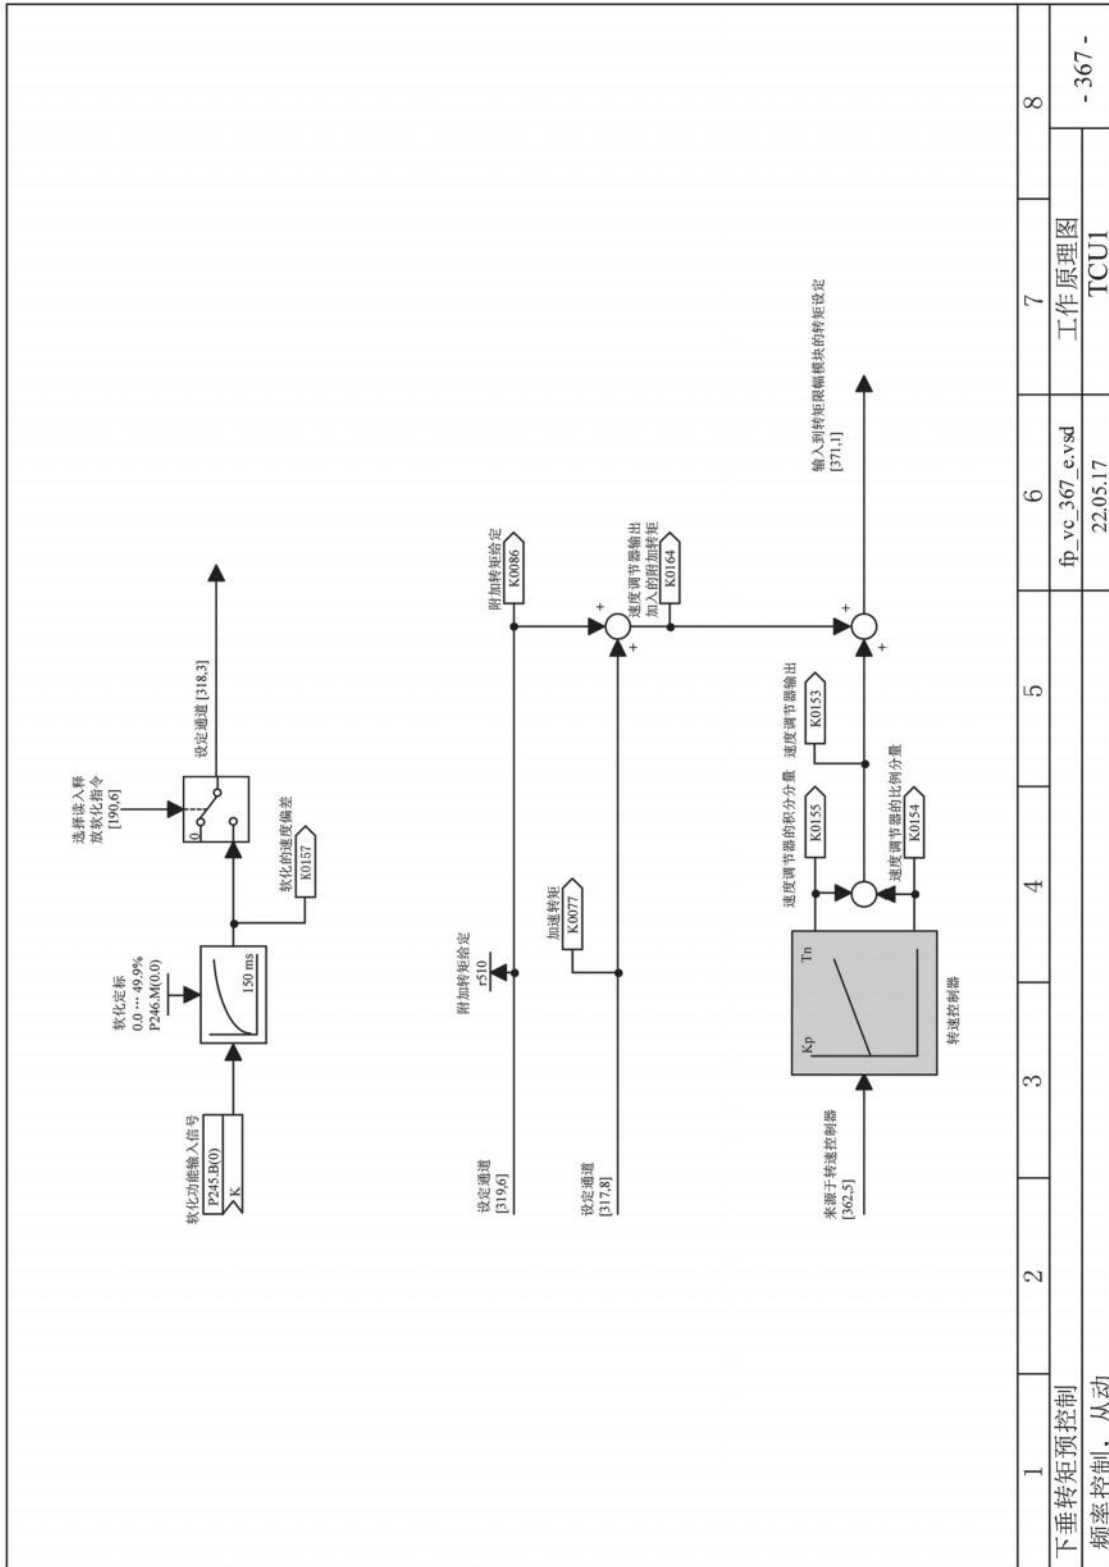 软化功能输入信号
P245.B(0)
K
软化定标
0.0 ··· 49.9%
P246.M(0.0)
150 ms
软化的速度偏差
K0157
选择读入释
放软化指令
[190,6]
0
设定通道 [318,3]
设定通道
[319,6]
附加转矩给定
r510
附加转矩给定
K0086
设定通道
[317,8]
加速转矩
K0077
+
+
速度调节器输出
加入的附加转矩
K0164
来源于转速控制器
[362,5]
Kp
Tn
转速控制器
速度调节器的积分分量
K0155
速度调节器的比例分量
K0154
速度调节器输出
K0153
+
+
输入到转矩限幅模块的转矩设定
[371,1]
1 2 3 4 5 6 7 8
下垂转矩预控制
fp_vc_367_e.vsd
工作原理图
- 367 -
频率控制，从动
22.05.17
TCU1